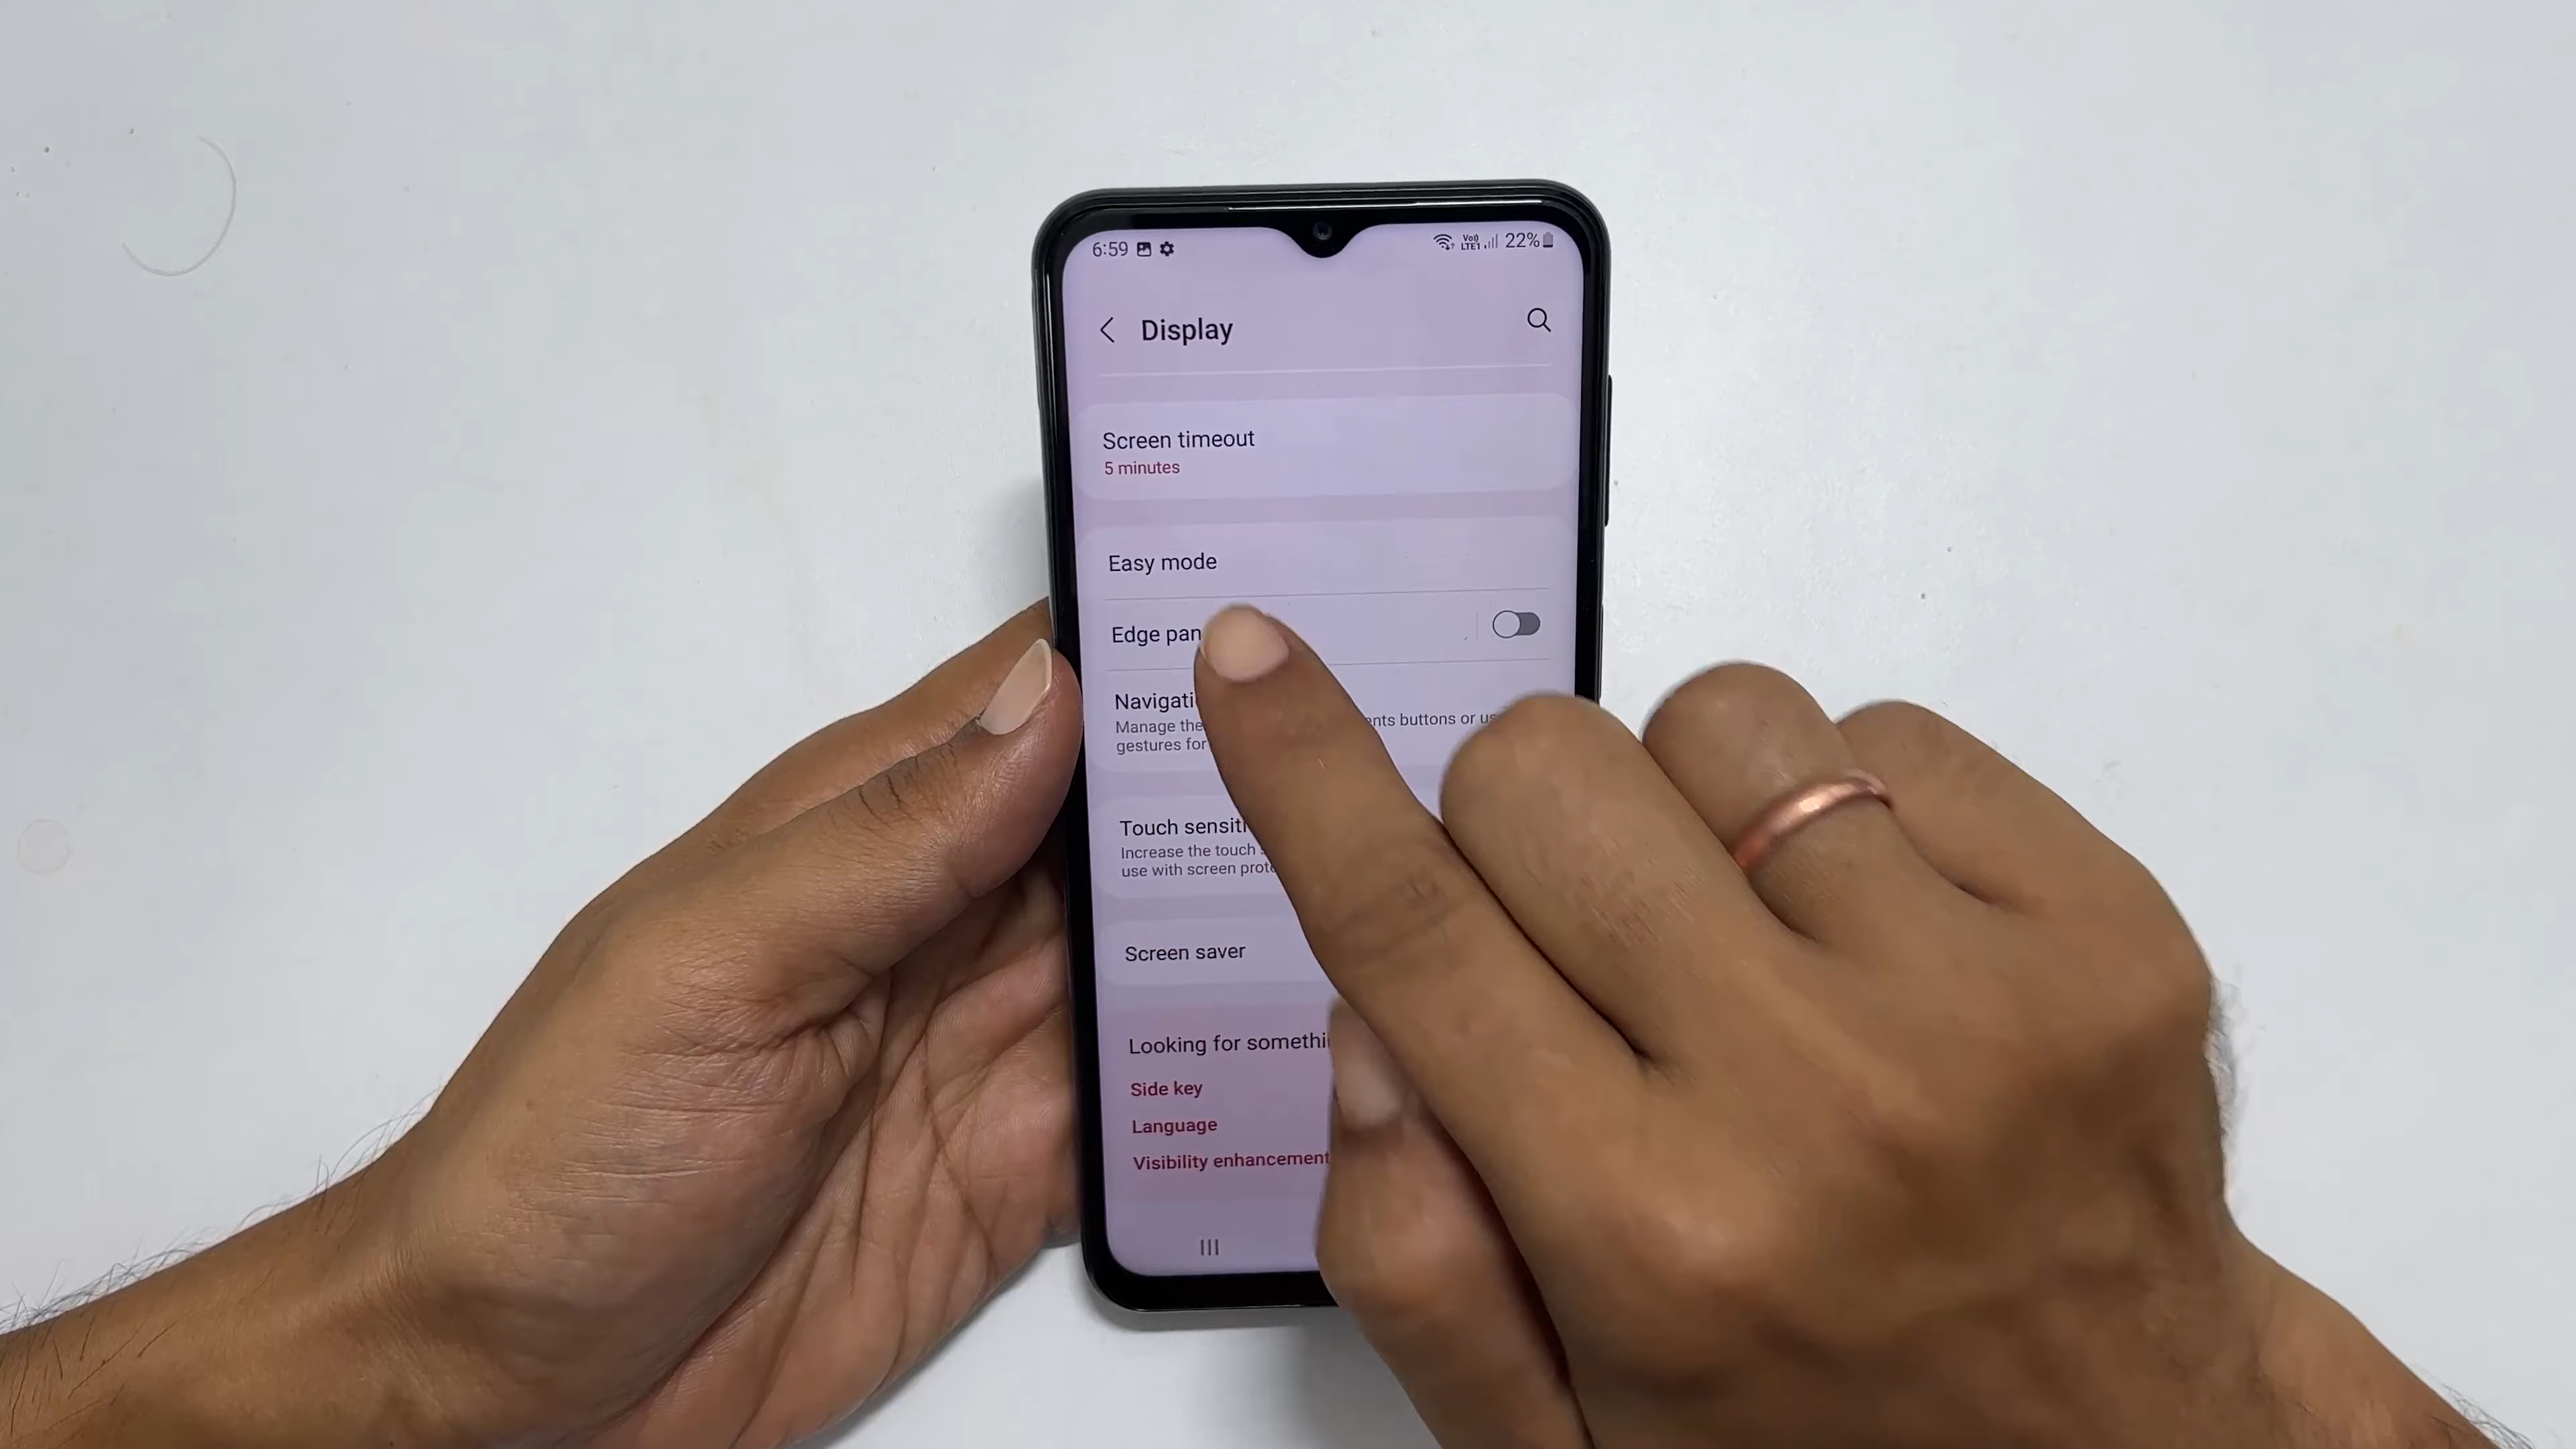 6:59 22%
Display
Screen timeout
5 minutes
Easy mode
Edge pan
Navigati
Manage the nts buttons or us
gestures for
Touch sensiti
Increase the touch
use with screen prote
Screen saver
Looking for somethi
Side key
Language
Visibility enhancement